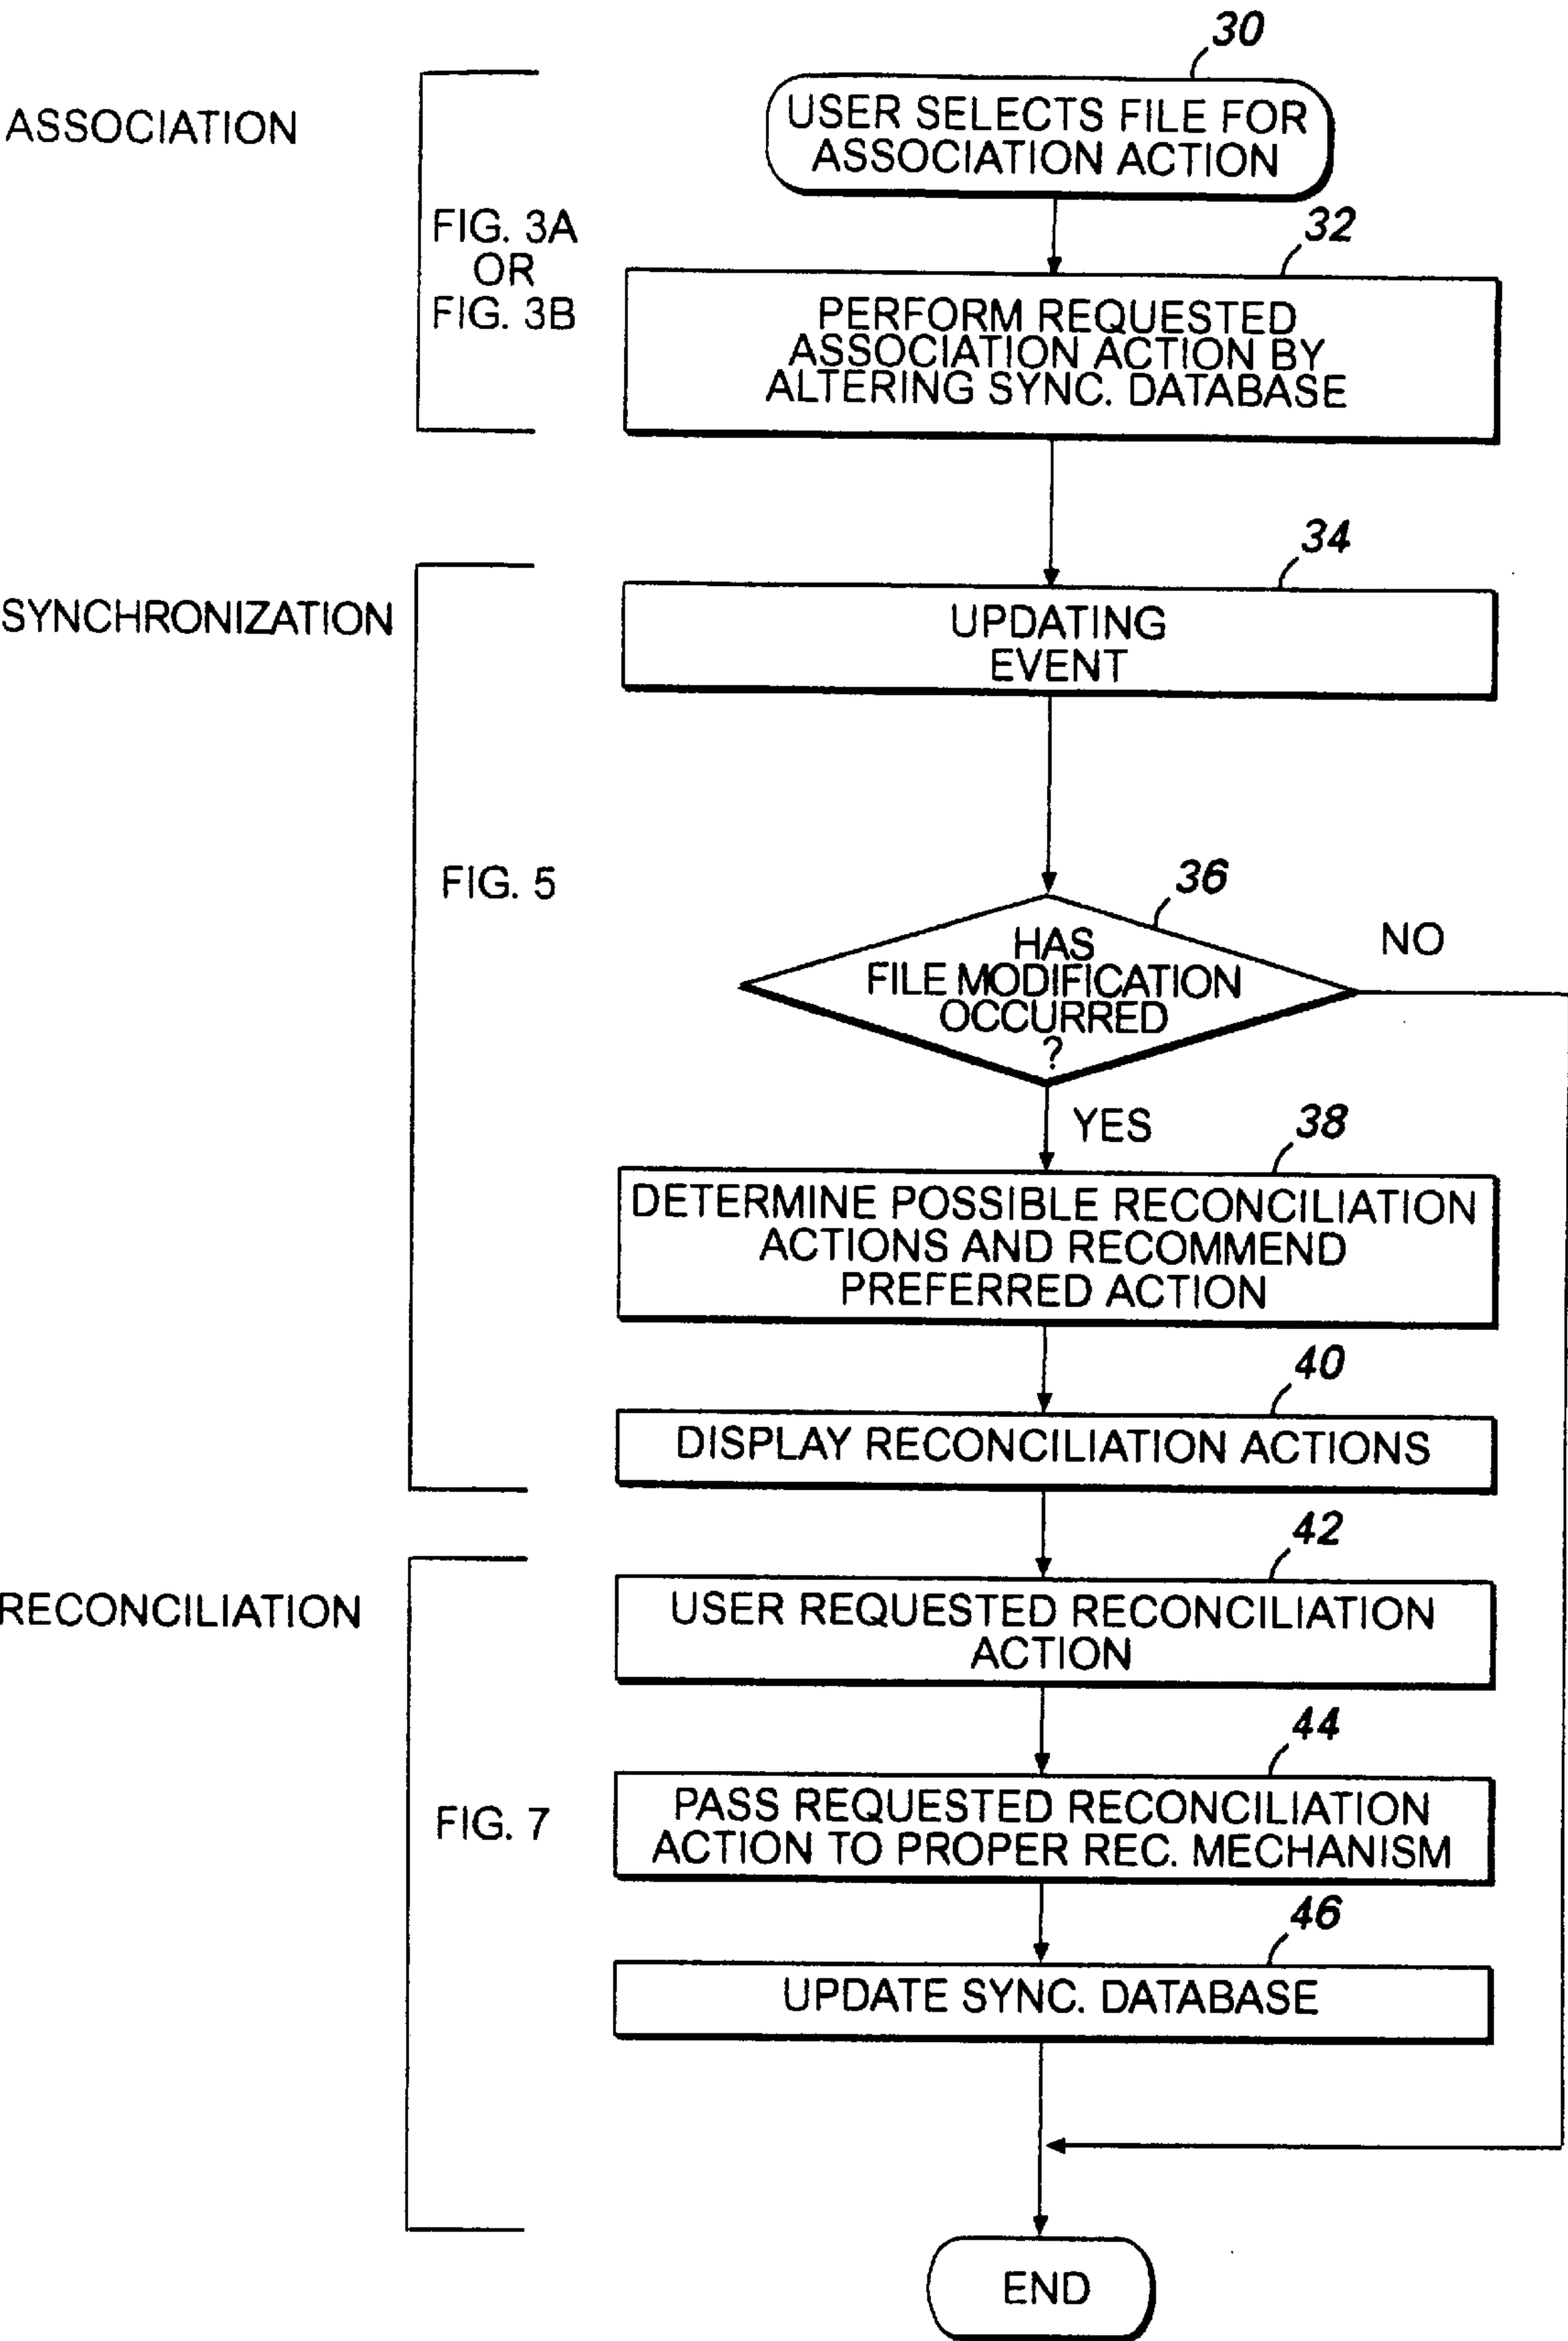 30
USER SELECTS FILE FOR
ASSOCIATION ACTION
ASSOCIATION
FIG. 3A
OR
FIG. 3B
32
PERFORM REQUESTED
ASSOCIATION ACTION BY
ALTERING SYNC. DATABASE
34
SYNCHRONIZATION
UPDATING
EVENT
FIG. 5
36
HAS
FILE MODIFICATION
OCCURRED
?
NO
YES
38
DETERMINE POSSIBLE RECONCILIATION
ACTIONS AND RECOMMEND
PREFERRED ACTION
40
DISPLAY RECONCILIATION ACTIONS
42
RECONCILIATION
USER REQUESTED RECONCILIATION
ACTION
44
FIG. 7
PASS REQUESTED RECONCILIATION
ACTION TO PROPER REC. MECHANISM
46
UPDATE SYNC. DATABASE
END